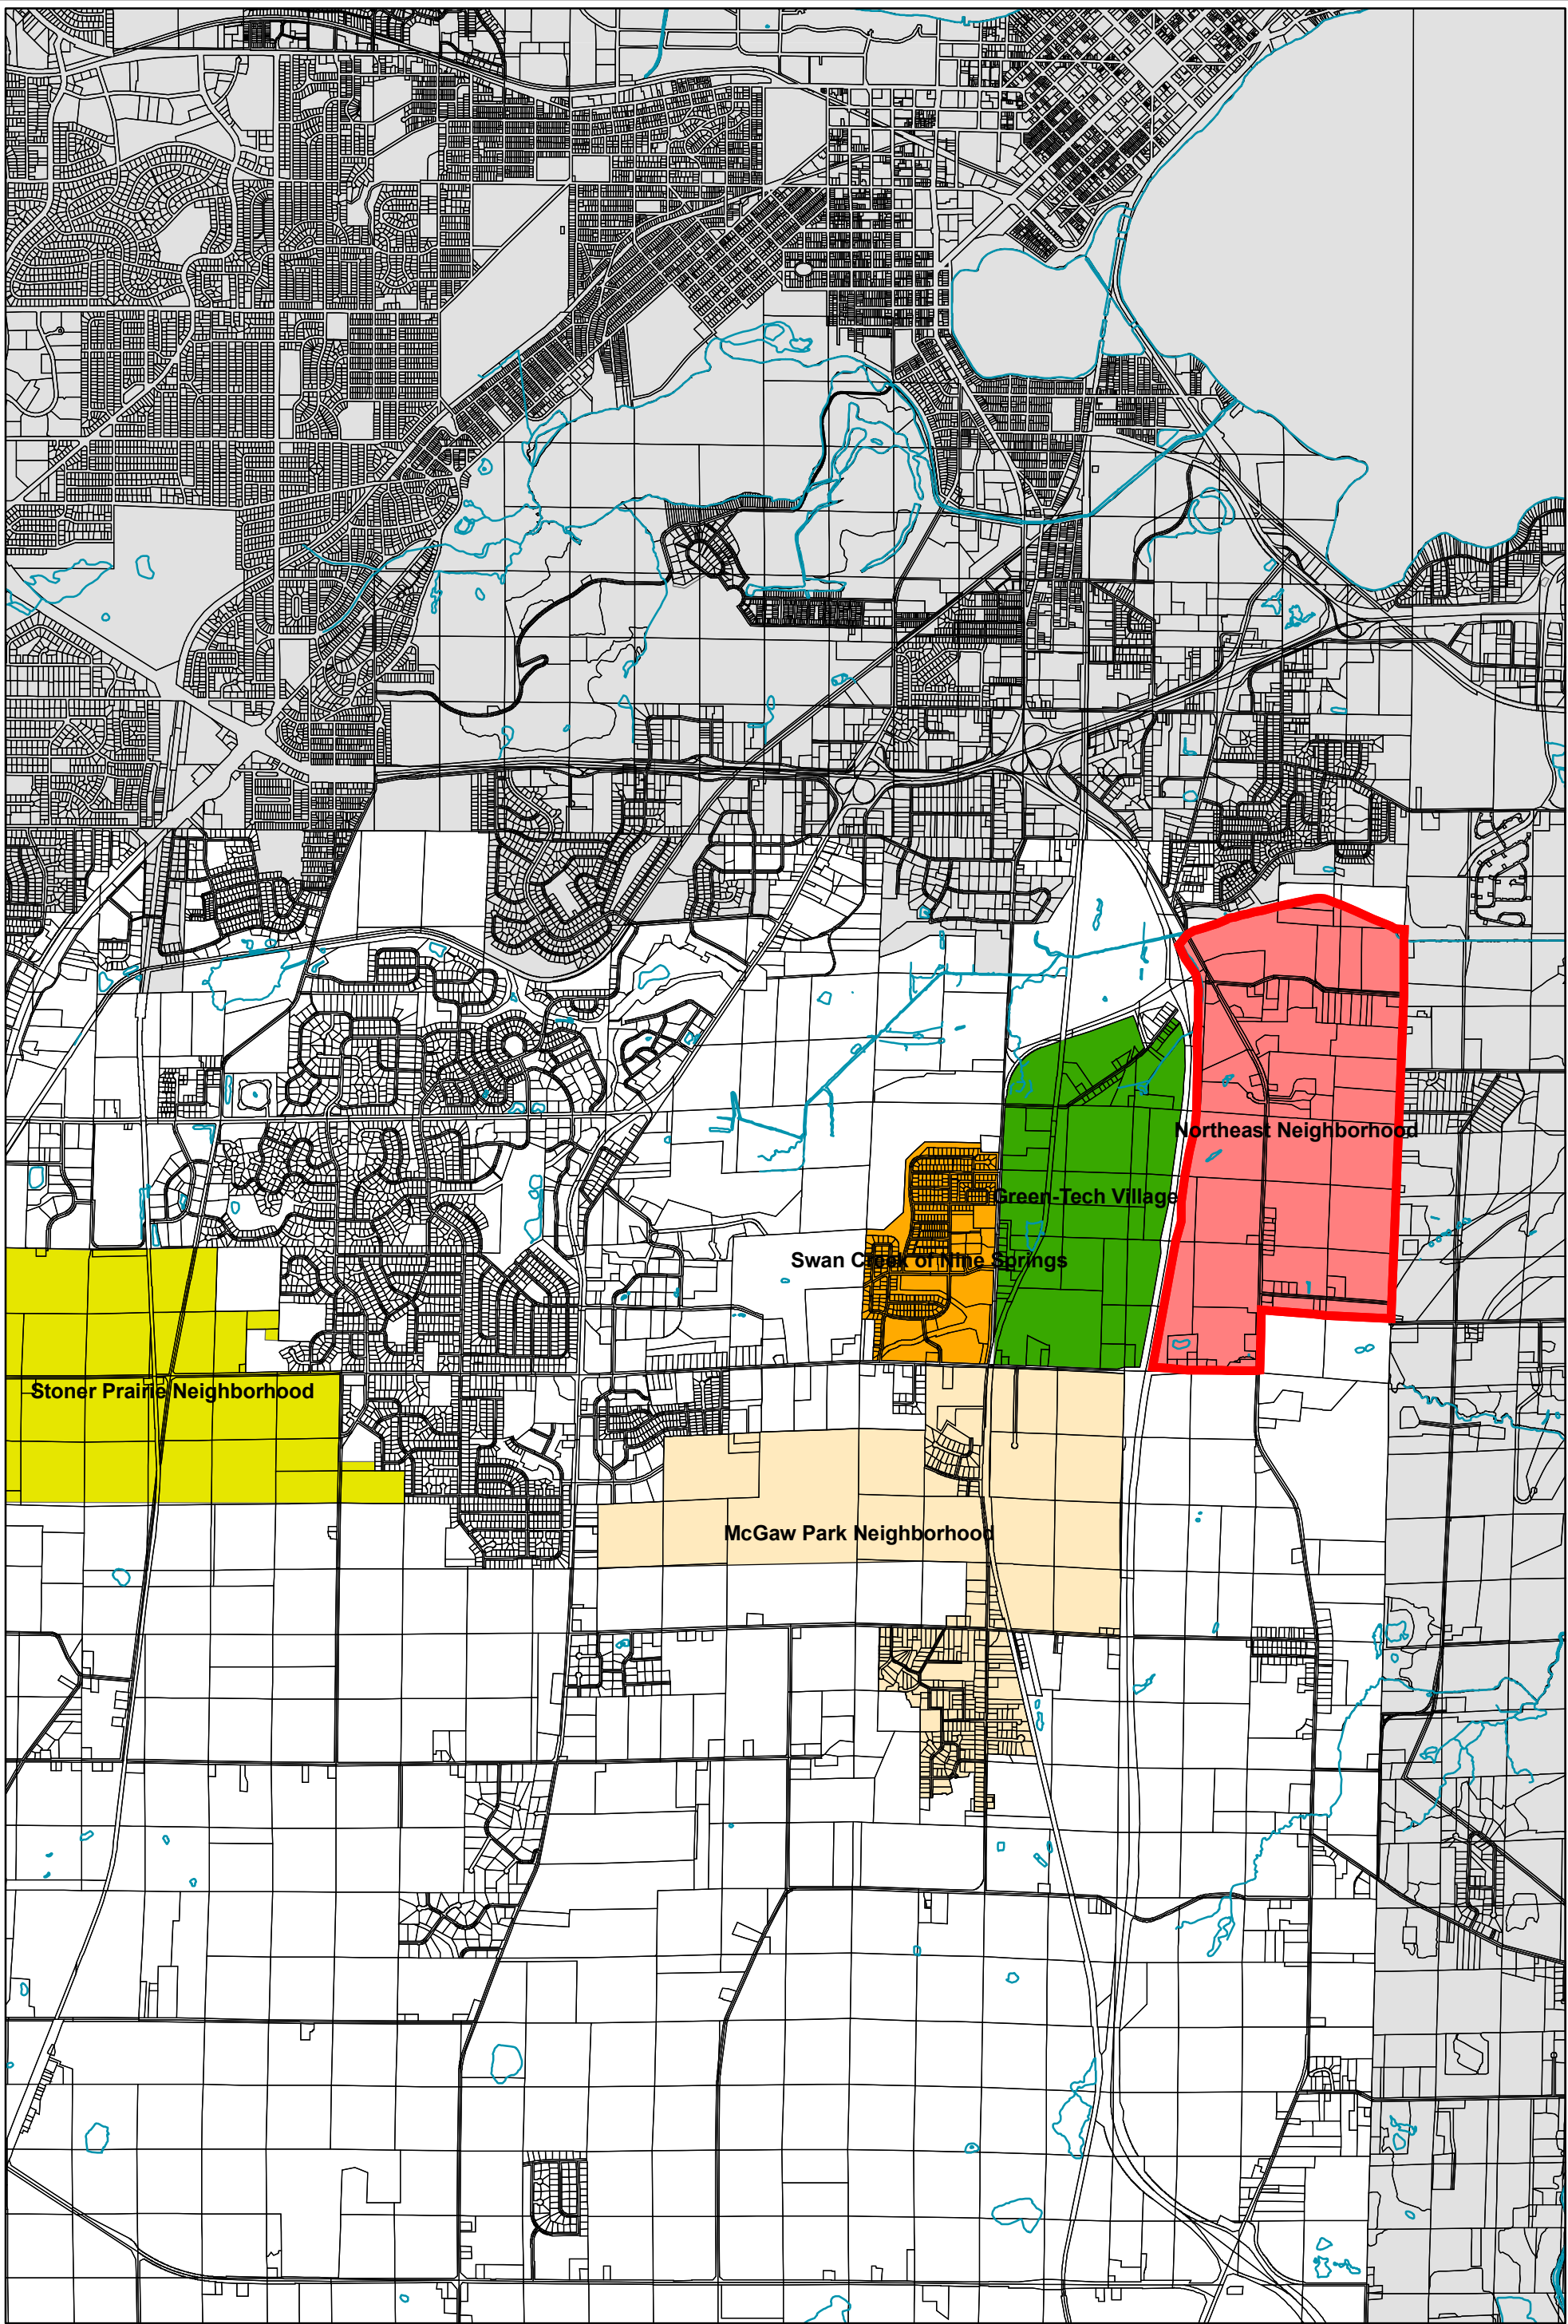 Northeast Neighborhood
Green-Tech Village
Swan Creek of Nine Springs
Stoner Prairie Neighborhood
McGaw Park Neighborhood